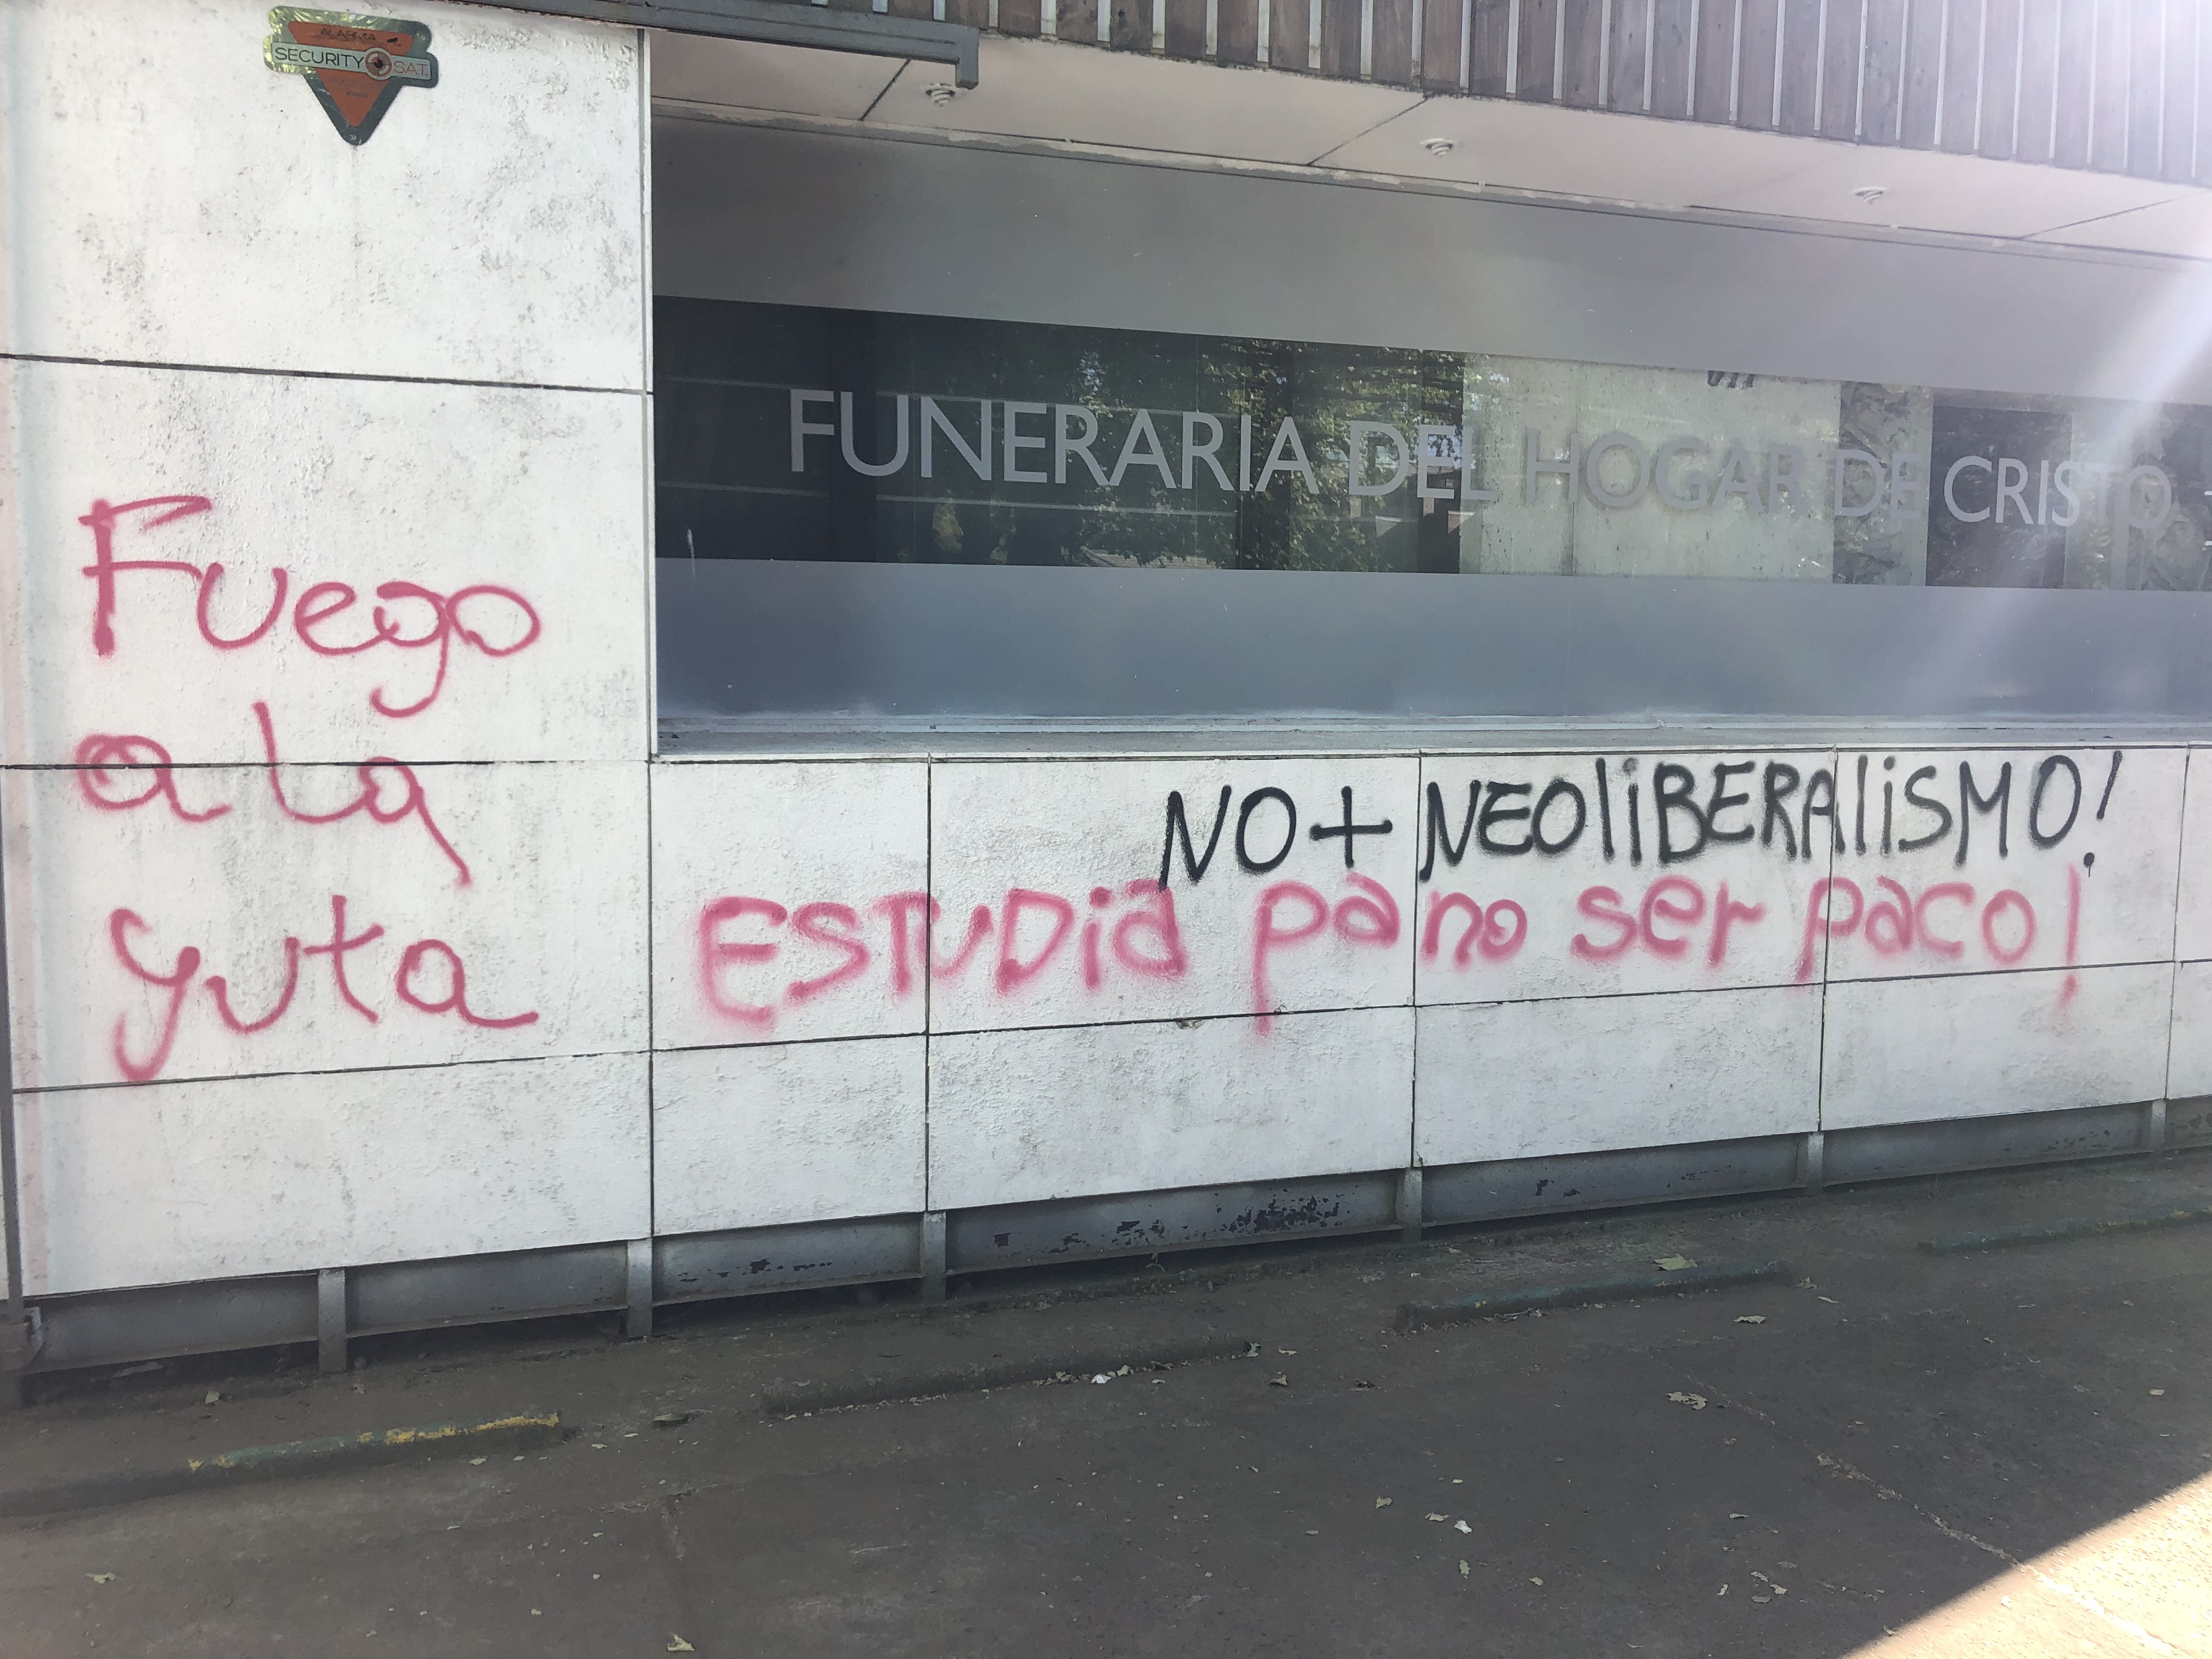 ALARMA
SECURITY SAT.
FUNERARIA DEL HOGAR DE CRISTO
Fuego
a la
yuta
NO + NEOliBERAliSMO!
ESTUDia pa no ser paco!